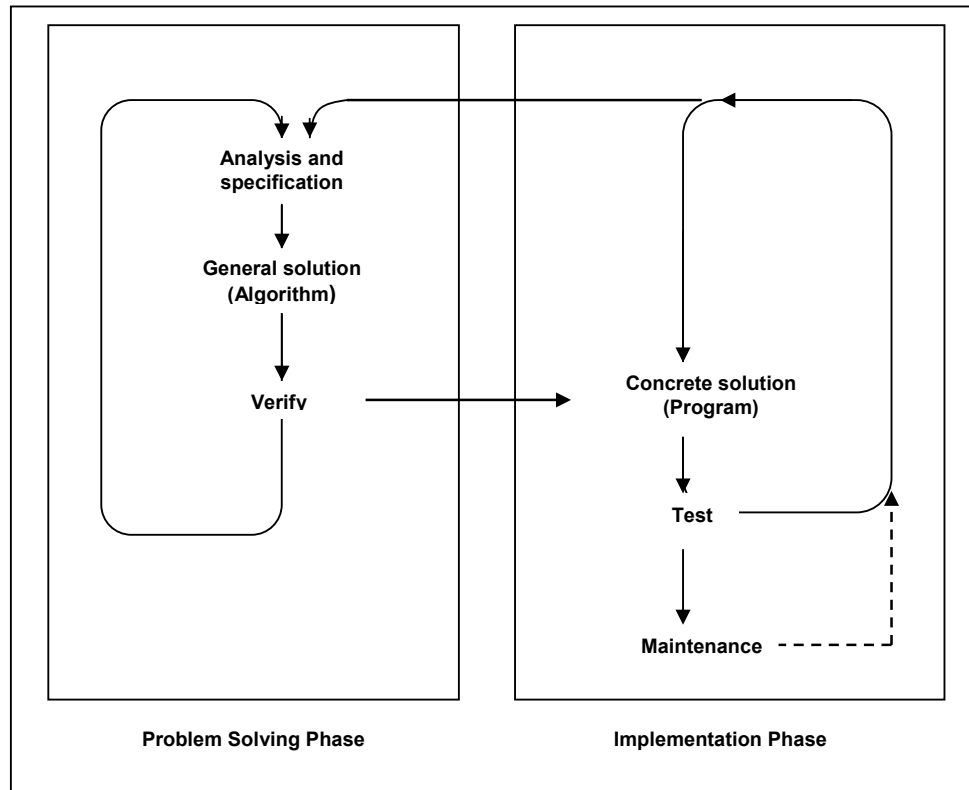 Analysis and
specification
General solution
(Algorithm)
Verify
Concrete solution
(Program)
Test
Maintenance
Problem Solving Phase
Implementation Phase